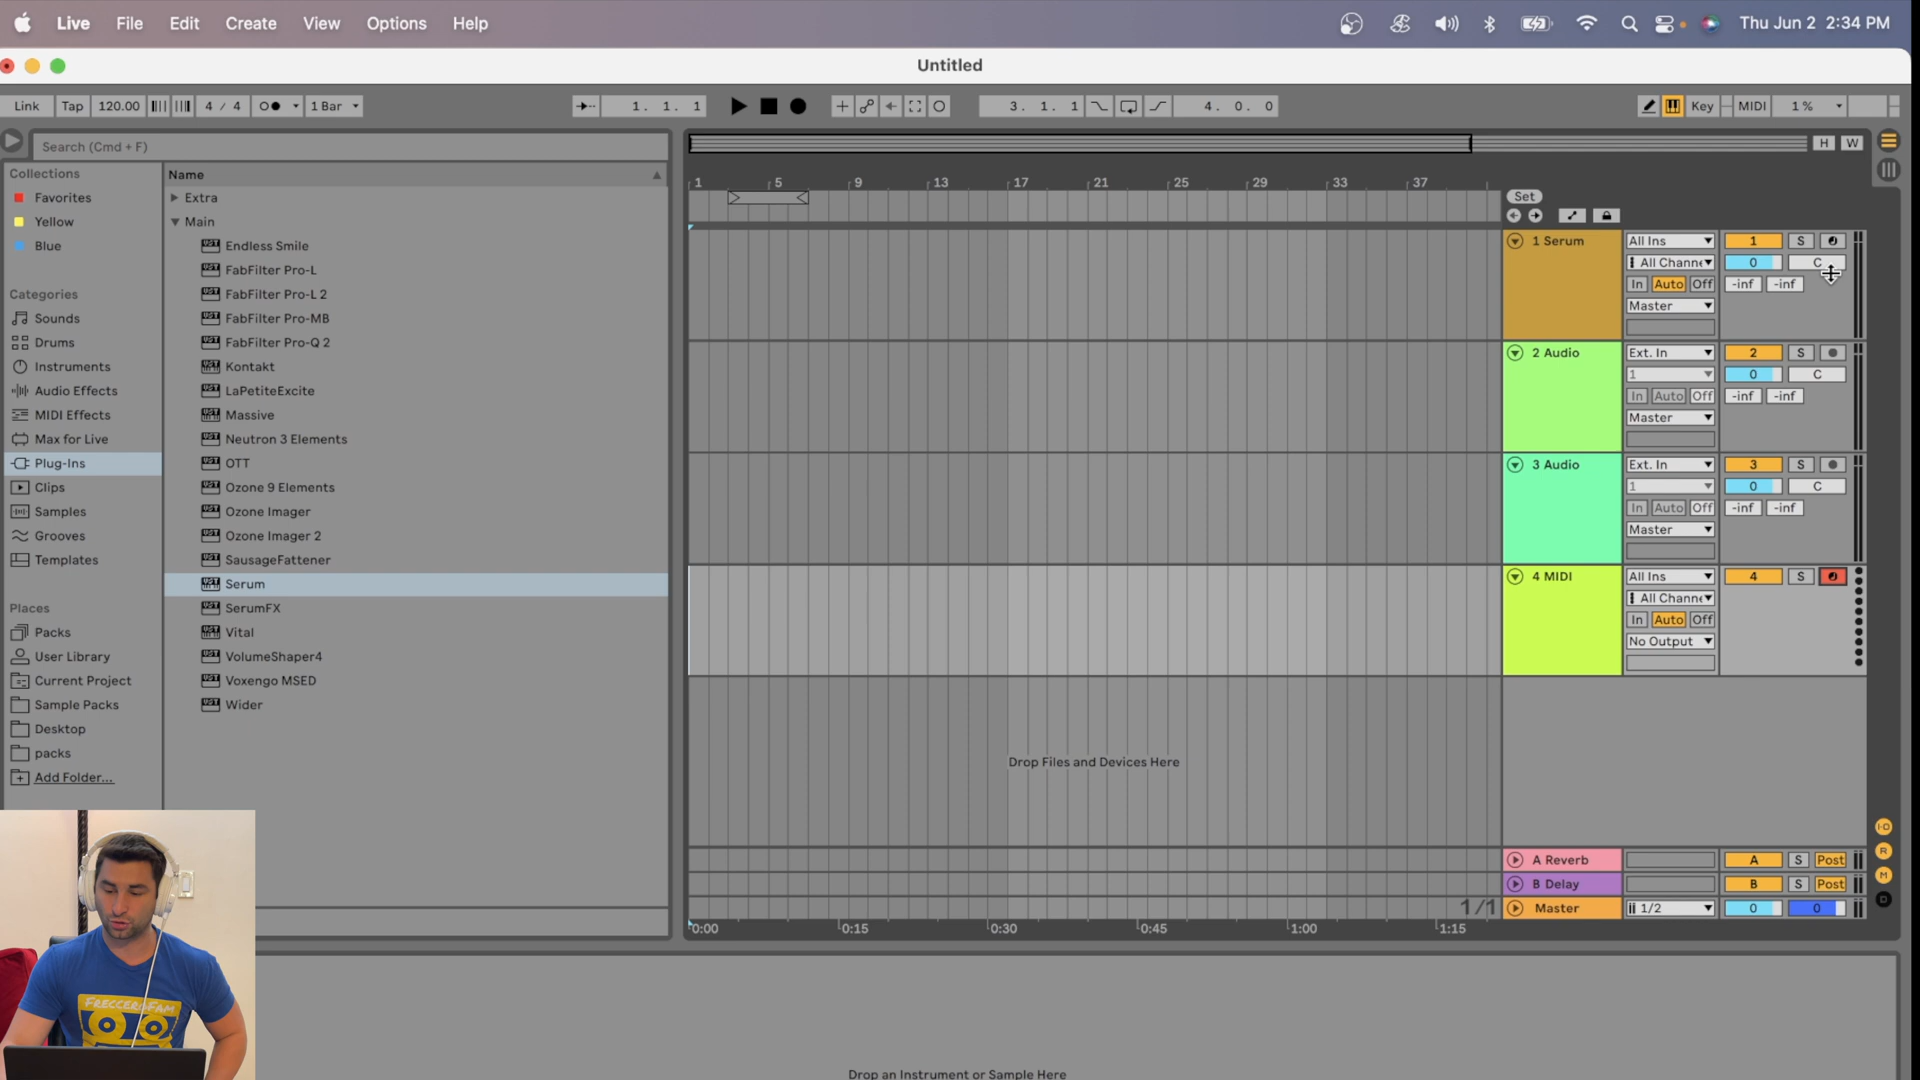 Live File Edit Create View Options Help Thu Jun 2 2:34 PM
Untitled
Link Tap 120.00 4 / 4 1 Bar 1. 1. 1 3. 1. 1 4. 0. 0 Key MIDI 1 %
Search (Cmd + F) H W
Collections
Favorites
Yellow
Blue
Categories
Sounds
Drums
Instruments
Audio Effects
MIDI Effects
Max for Live
Plug-Ins
Clips
Samples
Grooves
Templates
Places
Packs
User Library
Current Project
Sample Packs
Desktop
packs
Add Folder...
Name
Extra
Main
Endless Smile
FabFilter Pro-L
FabFilter Pro-L 2
FabFilter Pro-MB
FabFilter Pro-Q 2
Kontakt
LaPetiteExcite
Massive
Neutron 3 Elements
OTT
Ozone 9 Elements
Ozone Imager
Ozone Imager 2
SausageFattener
Serum
SerumFX
Vital
VolumeShaper4
Voxengo MSED
Wider
1 5 9 13 17 21 25 29 33 37
Set
1 Serum All Ins 1 S
All Channe 0 C
In Auto Off -inf -inf
Master
2 Audio Ext. In 2 S
1 0 C
In Auto Off -inf -inf
Master
3 Audio Ext. In 3 S
1 0 C
In Auto Off -inf -inf
Master
4 MIDI All Ins 4 S
All Channe
In Auto Off
No Output
Drop Files and Devices Here
A Reverb A S Post
B Delay B S Post
1/1 Master 1/2 0 0
0:00 0:15 0:30 0:45 1:00 1:15
I-O
R
M
D
FrecceroFam
Drop an Instrument or Sample Here